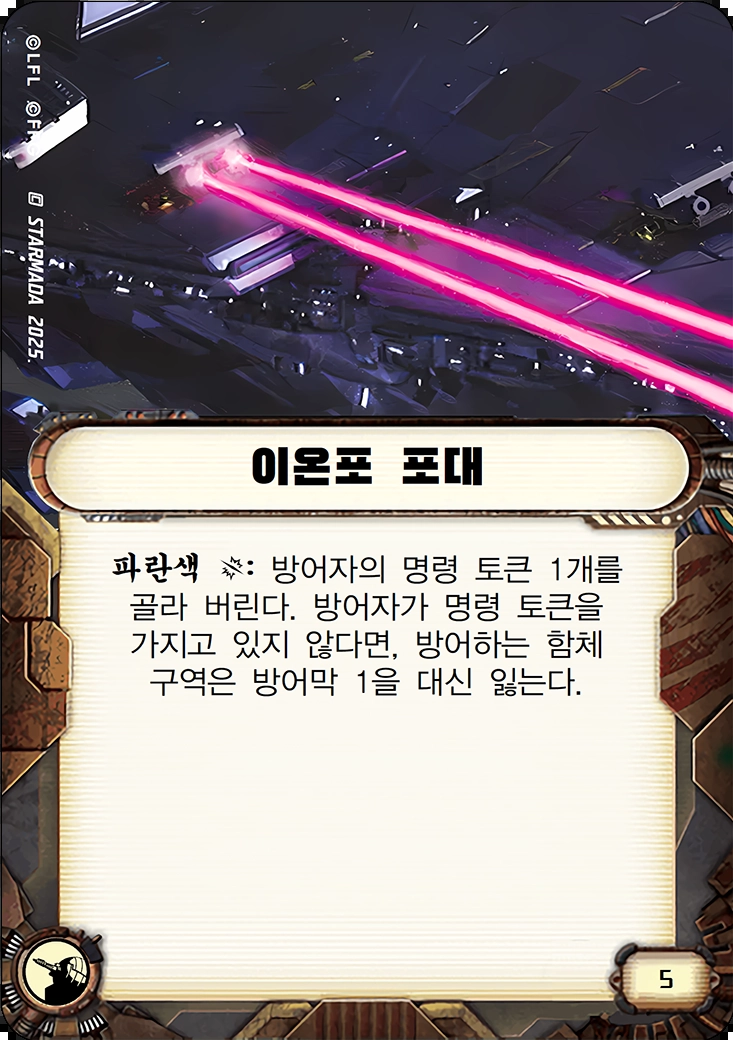 ©LFL ©F
STARMADA 2025.
이온포 포대
파란색 : 방어자의 명령 토큰 1개를
골라 버린다. 방어자가 명령 토큰을
가지고 있지 않다면, 방어하는 함체
구역은 방어막 1을 대신 잃는다.
5